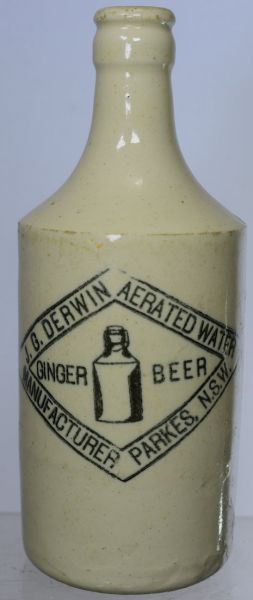 J. G. DERWIN AERATED WATER
GINGER BEER
MANUFACTURER PARKES, N.S.W.